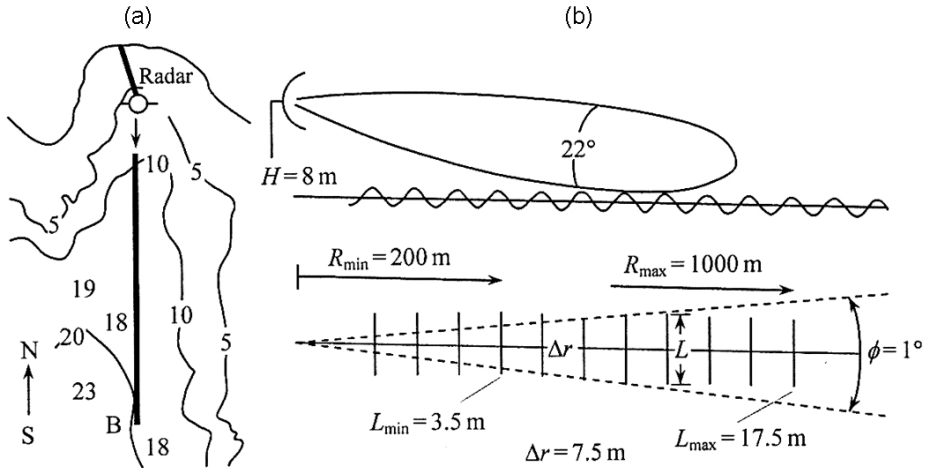 (a)
Radar
10
5
5
19
18
10
20
5
N
23
S
B
18
(b)
22°
H = 8 m
R_min = 200 m
R_max = 1000 m
Δr
L
ϕ = 1°
L_min = 3.5 m
L_max = 17.5 m
Δr = 7.5 m